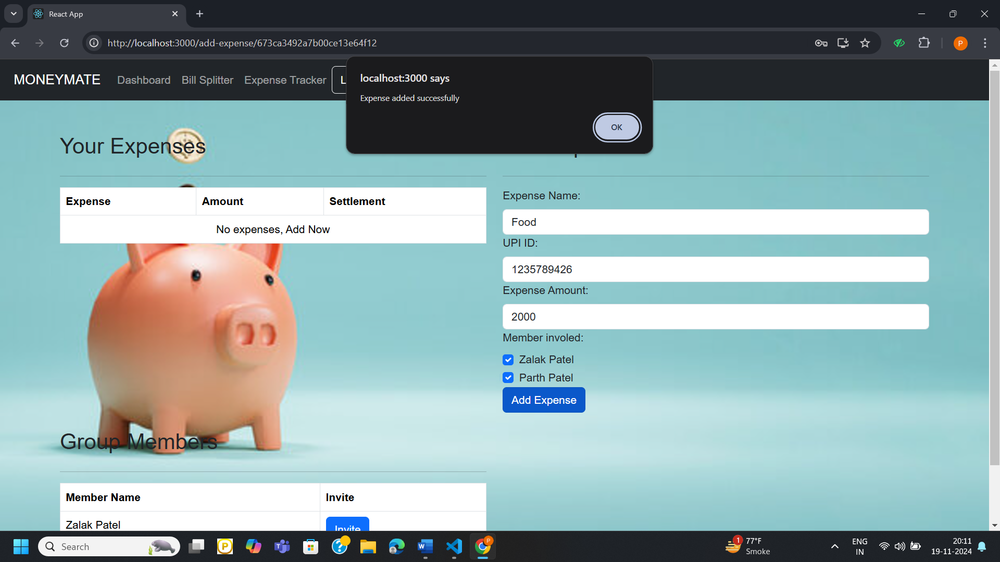 React App
http://localhost:3000/add-expense/673ca3492a7b00ce13e64f12
P
MONEYMATE Dashboard Bill Splitter Expense Tracker L
localhost:3000 says
Expense added successfully
OK
Your Expenses
Expense Amount Settlement
No expenses, Add Now
Expense Name:
Food
UPI ID:
1235789426
Expense Amount:
2000
Member involed:
Zalak Patel
Parth Patel
Add Expense
Group Members
Member Name Invite
Zalak Patel Invite
Search
1
77°F
Smoke
ENG
IN
20:11
19-11-2024